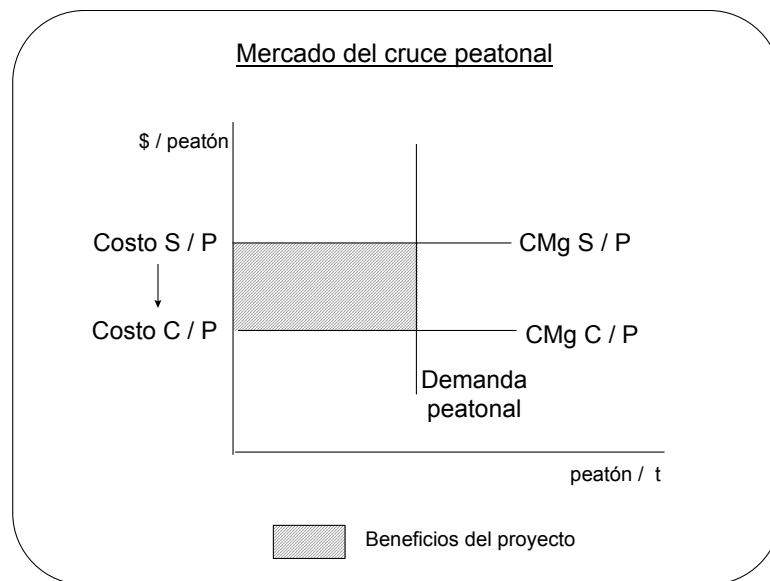 Mercado del cruce peatonal
$ / peatón
Costo S / P
CMg S / P
Costo C / P
CMg C / P
Demanda
peatonal
peatón / t
Beneficios del proyecto